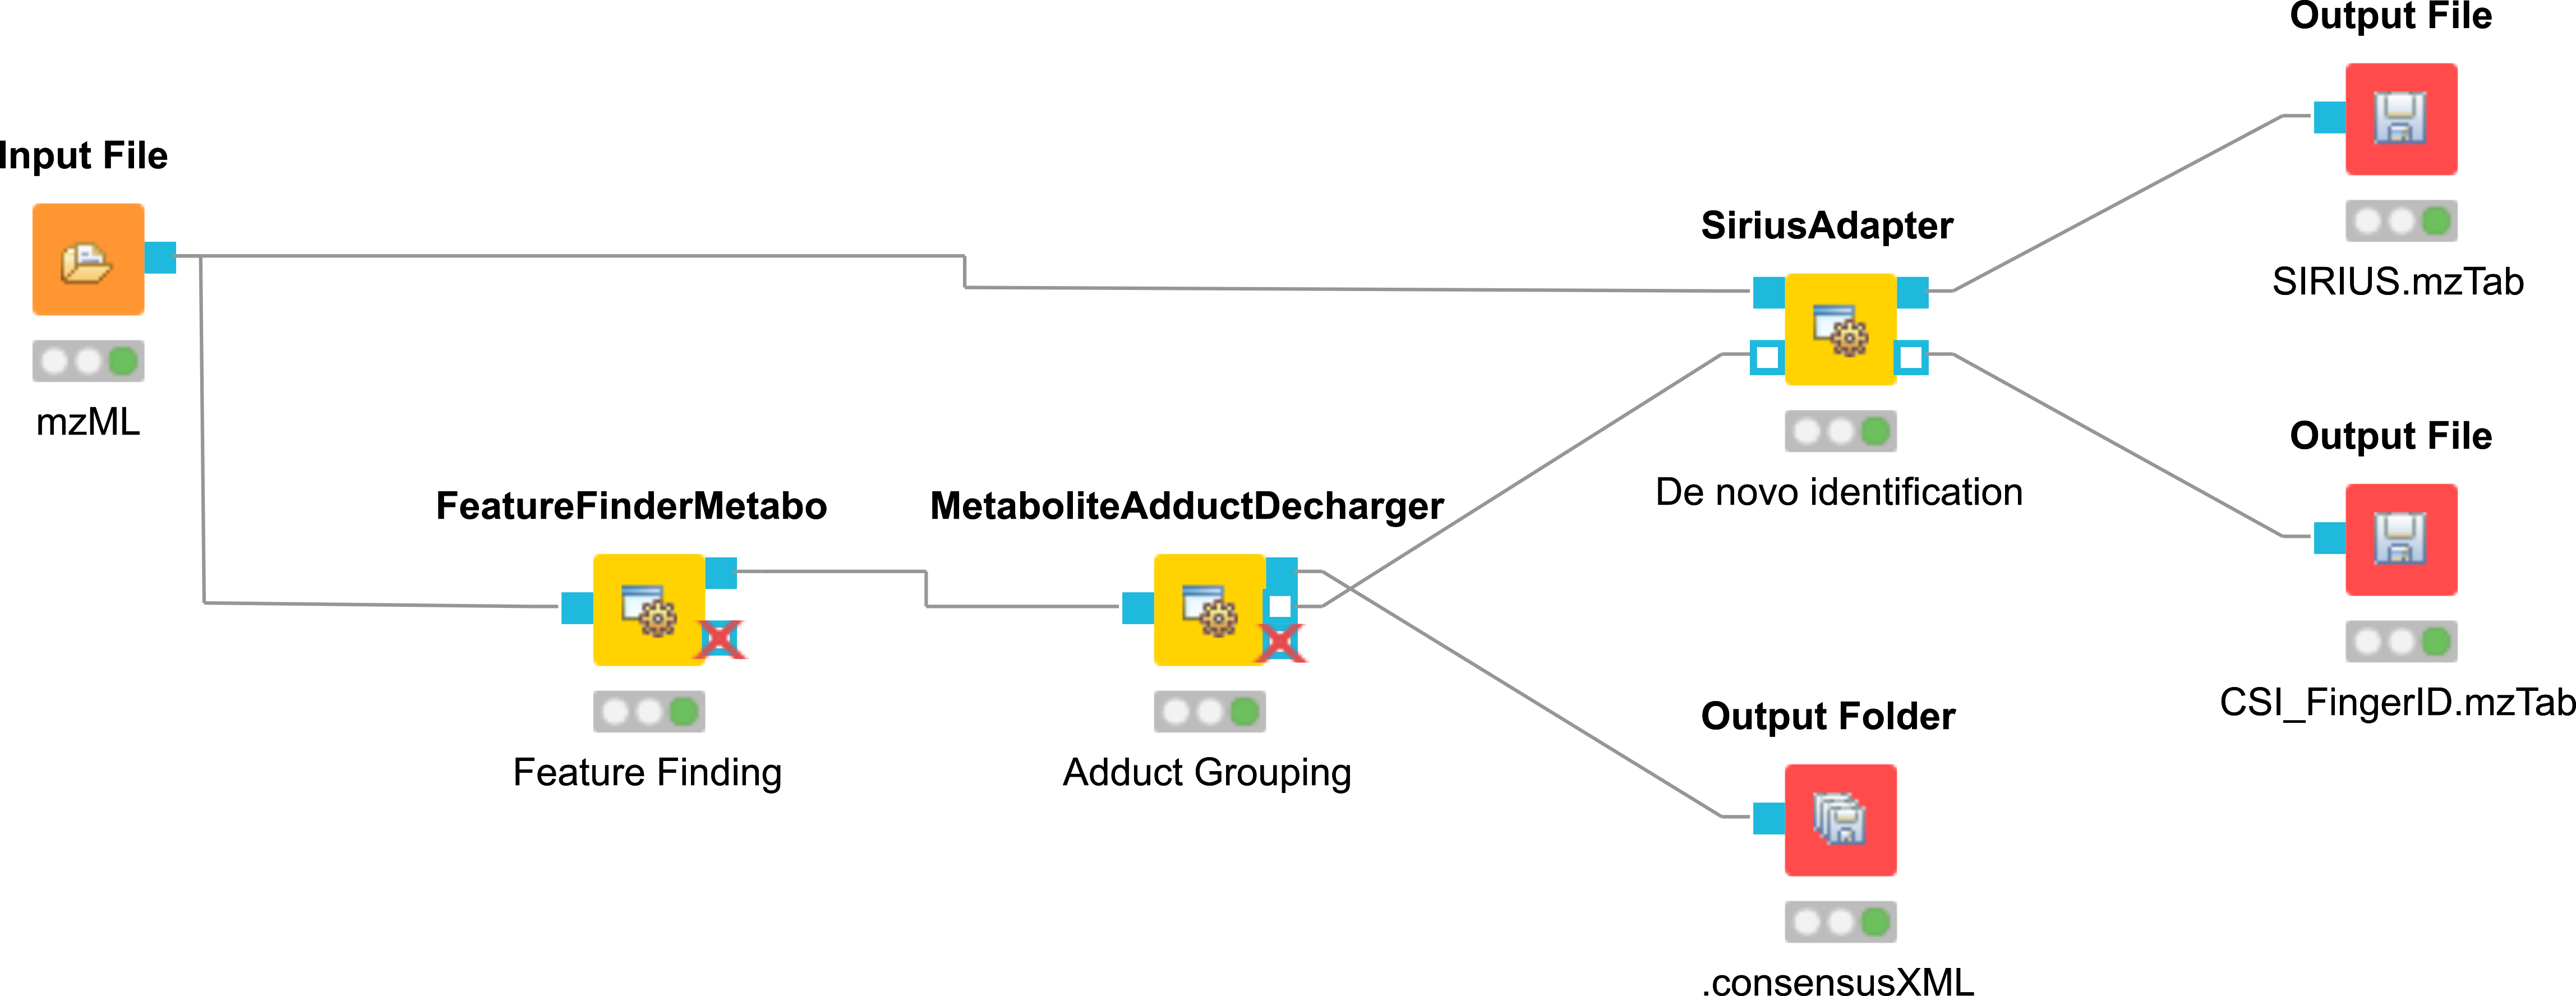 Output File
Input File
SiriusAdapter
SIRIUS.mzTab
mzML
Output File
De novo identification
FeatureFinderMetabo
MetaboliteAdductDecharger
CSI_FingerID.mzTab
Output Folder
Feature Finding
Adduct Grouping
.consensusXML